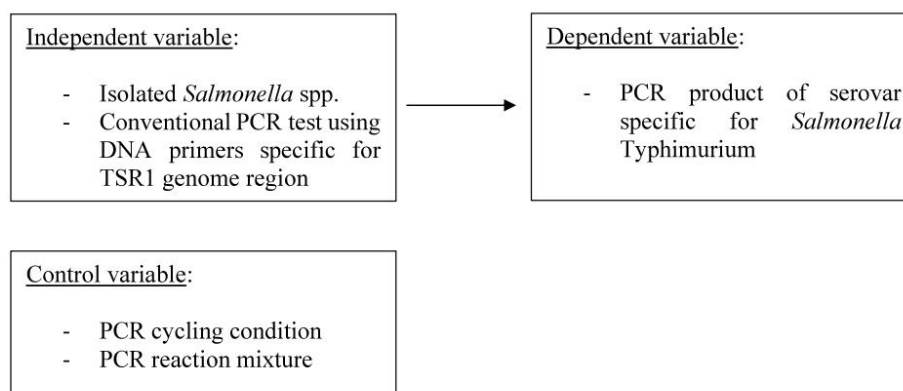 Independent variable:
- Isolated Salmonella spp.
- Conventional PCR test using
DNA primers specific for
TSR1 genome region
Dependent variable:
- PCR product of serovar
specific for Salmonella
Typhimurium
Control variable:
- PCR cycling condition
- PCR reaction mixture